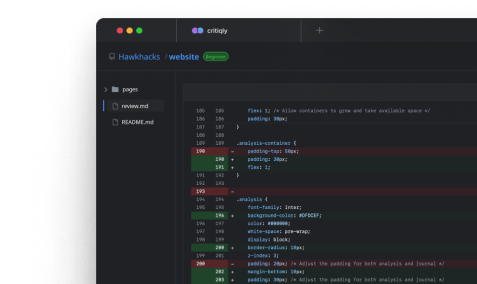 critiqly
+
Hawkhacks / website Beginner
pages
review.md
README.md
185 185 flex: 1; /* Allow containers to grow and take available space */
186 186 padding: 30px;
187 187 }
188 188
189 189 .analysis-container {
190 - padding-top: 50px;
190 + padding: 30px;
191 + flex: 1;
191 192 }
192 193
193 -
194 194 .analysis {
195 195 font-family: Inter;
196 + background-color: #DFDCEF;
196 197 color: #000000;
197 198 white-space: pre-wrap;
198 199 display: block;
200 + border-radius: 10px;
199 201 z-index: 3;
200 - padding: 20px; /* Adjust the padding for both analysis and journal */
202 + margin-bottom: 10px;
203 + padding: 30px; /* Adjust the padding for both analysis and journal */